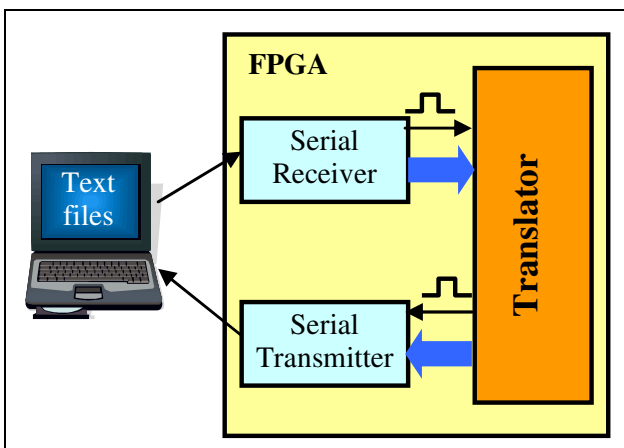 FPGA
Serial
Receiver
Text
files
Translator
Serial
Transmitter